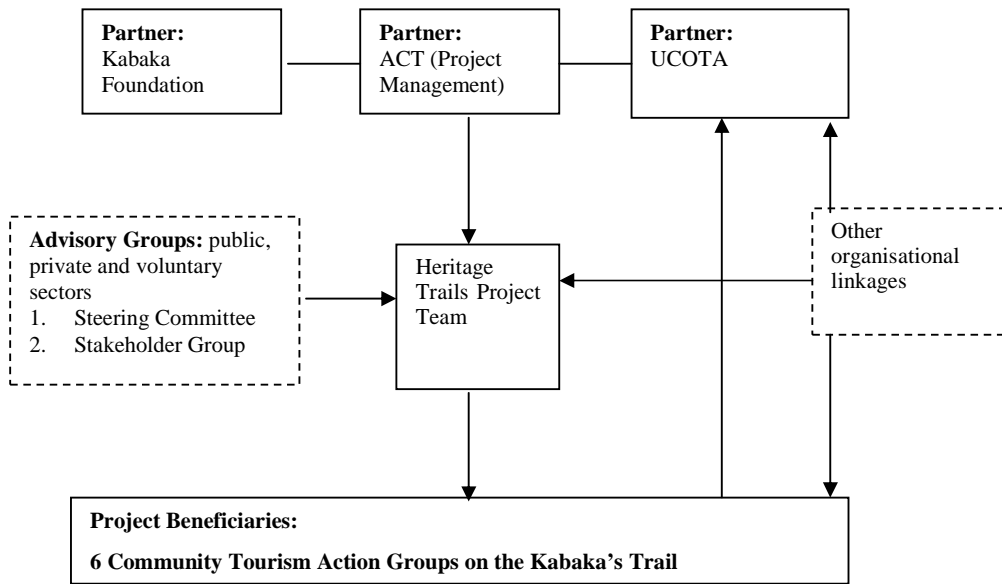 Partner:
Kabaka
Foundation
Partner:
ACT (Project
Management)
Partner:
UCOTA
Advisory Groups: public,
private and voluntary
sectors
1. Steering Committee
2. Stakeholder Group
Heritage
Trails Project
Team
Other
organisational
linkages
Project Beneficiaries:
6 Community Tourism Action Groups on the Kabaka’s Trail